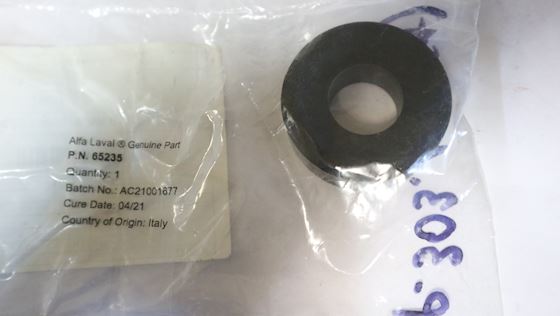 Alfa Laval ® Genuine Part
P.N. 65235
Quantity: 1
Batch No.: AC21001677
Cure Date: 04/21
Country of Origin: Italy
6-303